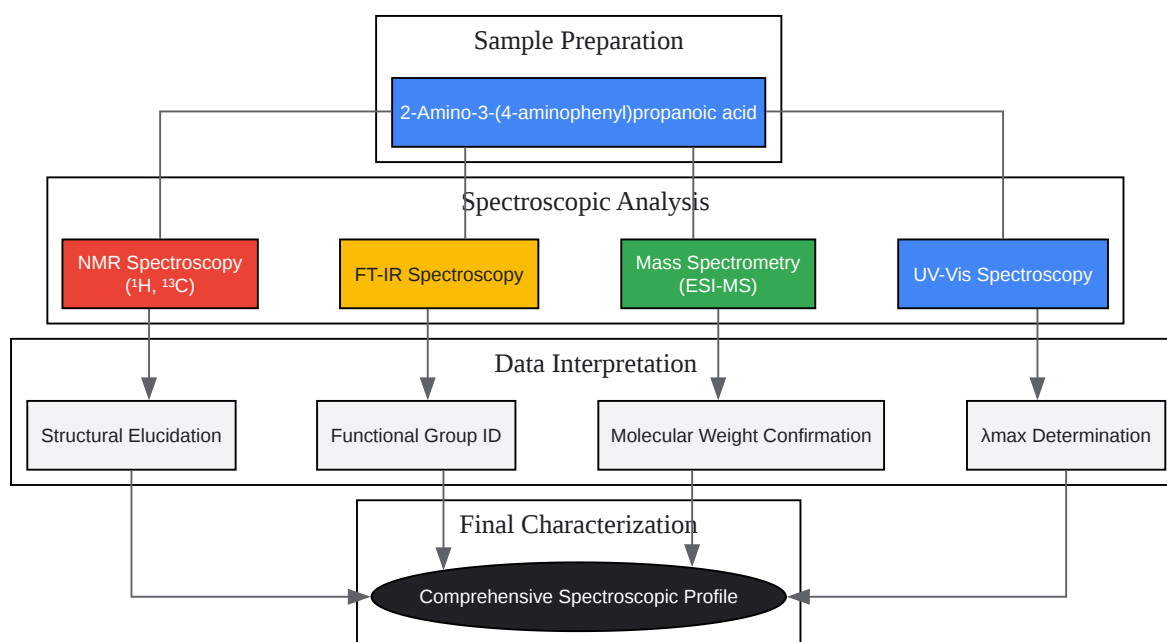 Sample Preparation
2-Amino-3-(4-aminophenyl)propanoic acid
Spectroscopic Analysis
NMR Spectroscopy
(¹H, ¹³C)
FT-IR Spectroscopy
Mass Spectrometry
(ESI-MS)
UV-Vis Spectroscopy
Data Interpretation
Structural Elucidation
Functional Group ID
Molecular Weight Confirmation
λmax Determination
Final Characterization
Comprehensive Spectroscopic Profile